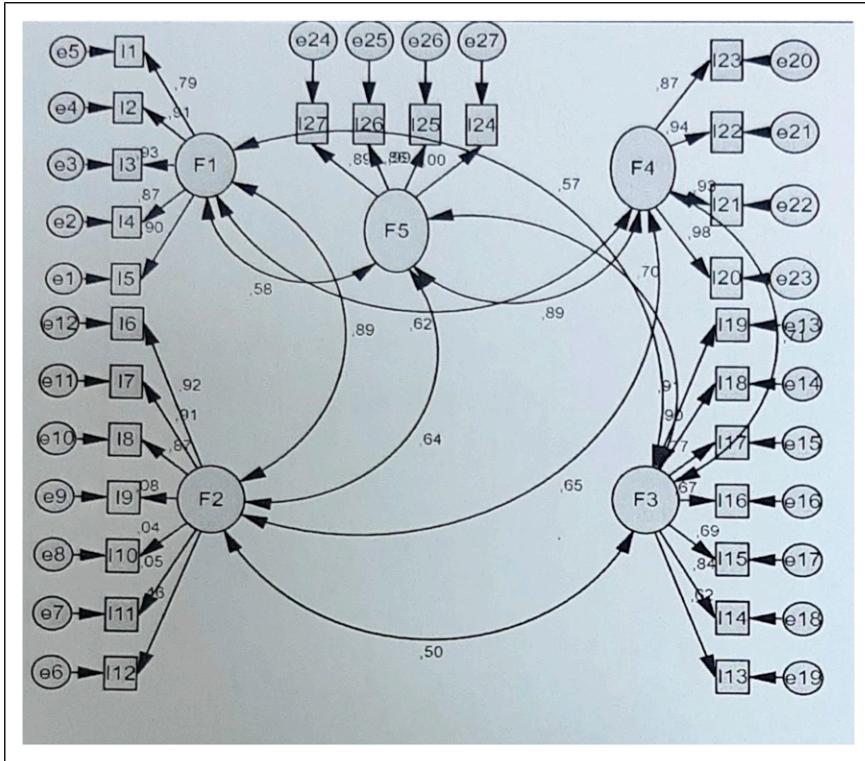 e5 I1 e24 e25 e26 e27 I23 e20
,79 ,87
e4 I2 I27 I26 I25 I24 I22 e21
,91 ,94
e3 I3 ,93 F1 ,89 ,00 F4
,57 ,93
e2 I4 ,87 I21 e22
,90 F5 ,98
e1 I5 ,58 ,70 I20 e23
e12 I6 ,89 ,62 ,89 I19 e13
,92 ,91
e11 I7 I18 e14
,91 ,90
e10 I8 ,87 ,64 I17 e15
e9 I9 ,08 F2 ,65 F3 ,67 I16 e16
,04 ,69
e8 I10 I15 e17
,05 ,84
e7 I11 I14 e18
,62
,50
e6 I12 I13 e19